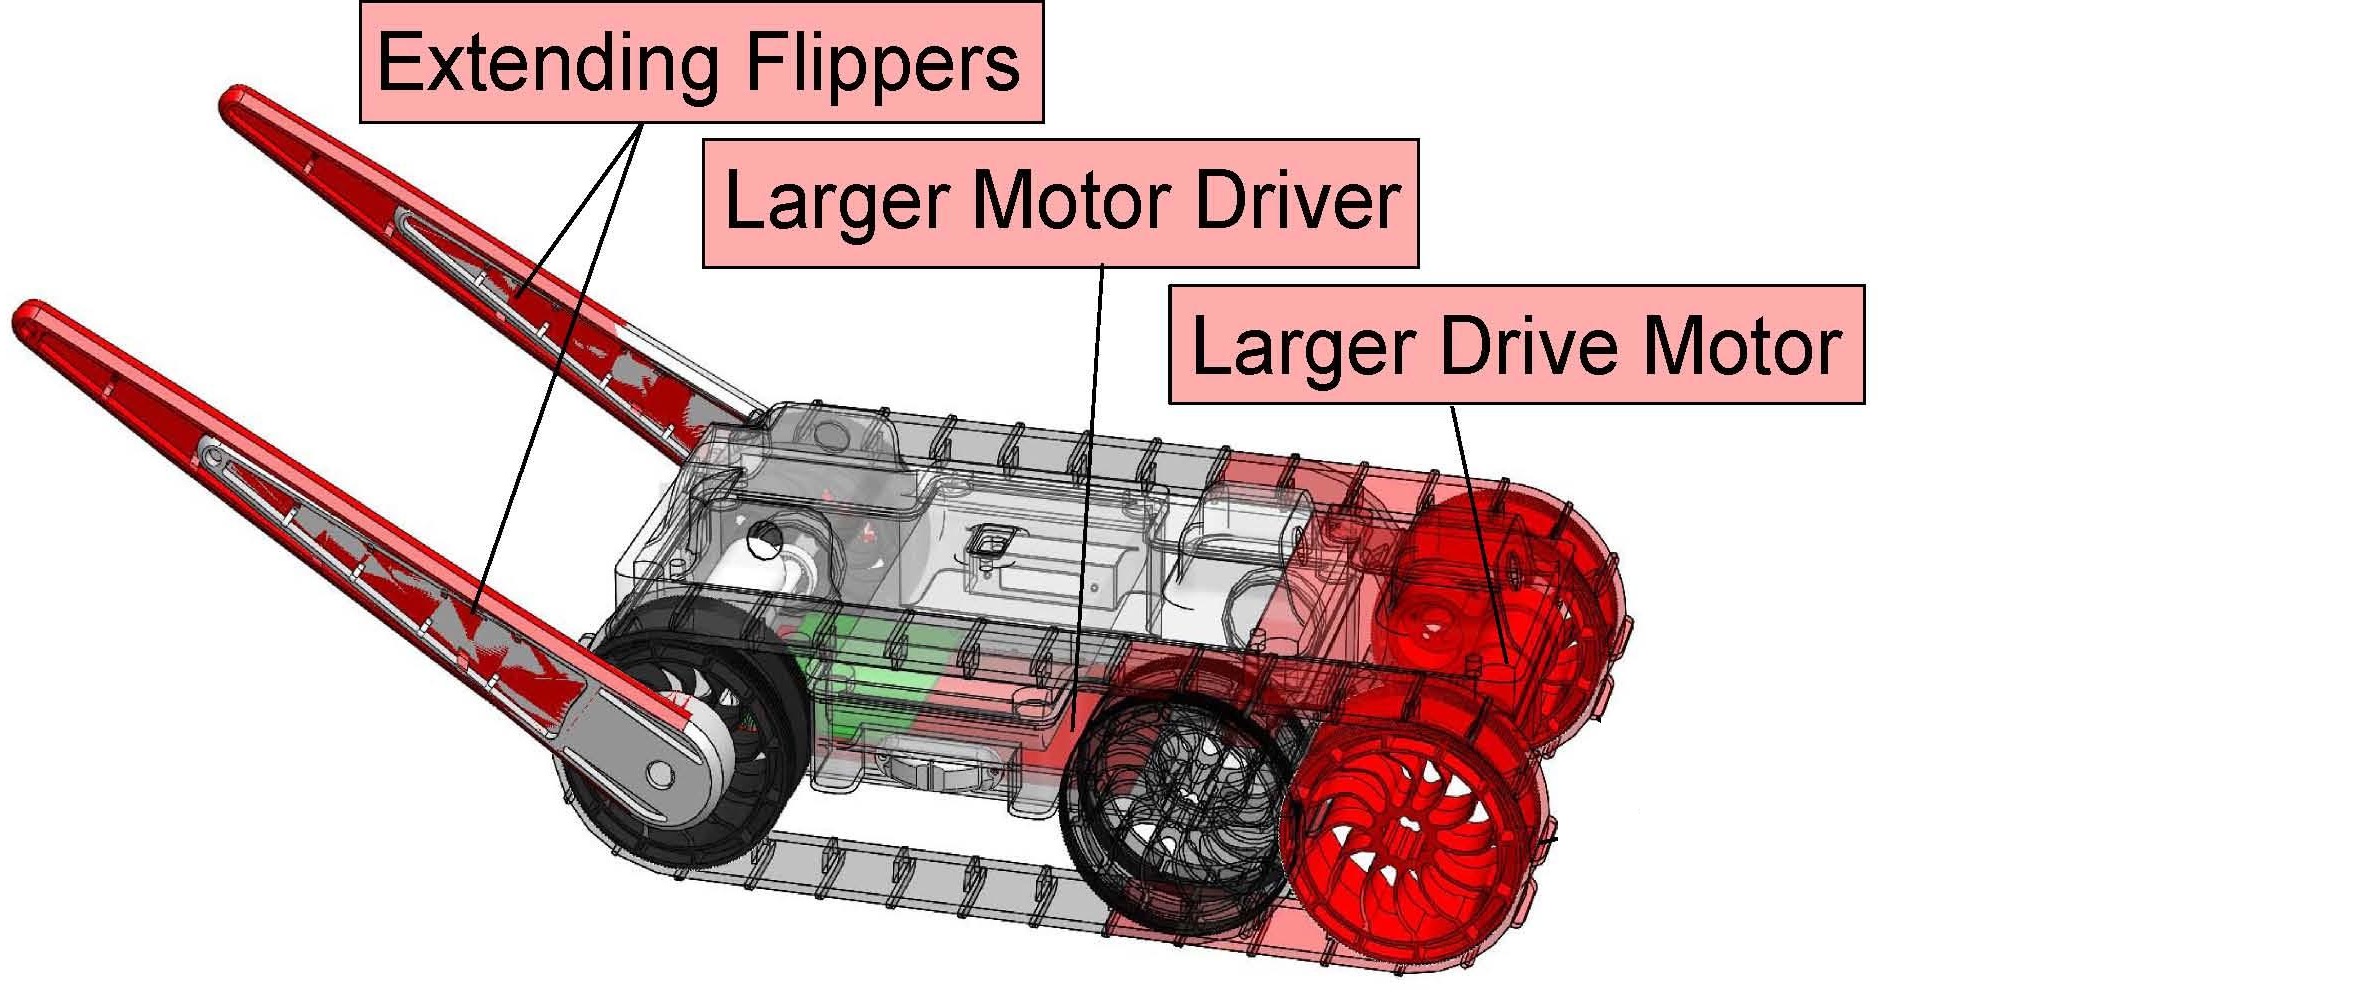 Extending Flippers
Larger Motor Driver
Larger Drive Motor